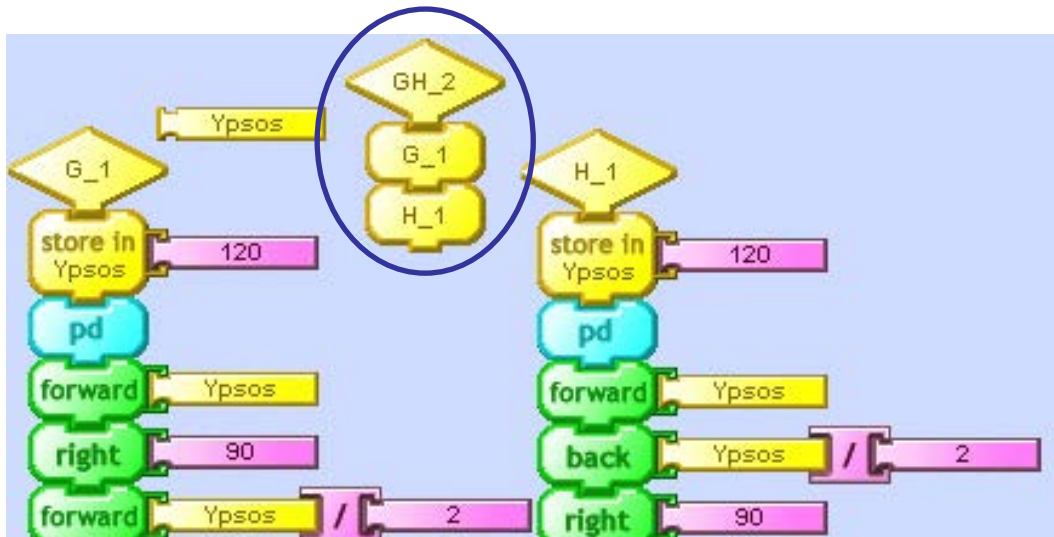 GH_2
Ypsos
G_1
H_1
G_1
store in
Ypsos
120
pd
forward Ypsos
right 90
forward Ypsos / 2
H_1
store in
Ypsos
120
pd
forward Ypsos
back Ypsos / 2
right 90